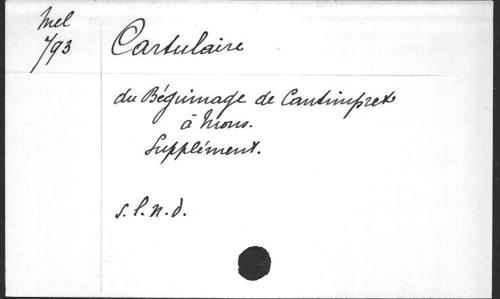 Mel
793
Cartulaire
du Béguinage de Cantimpret
à Mons.
Supplément.
s.l.n.d.